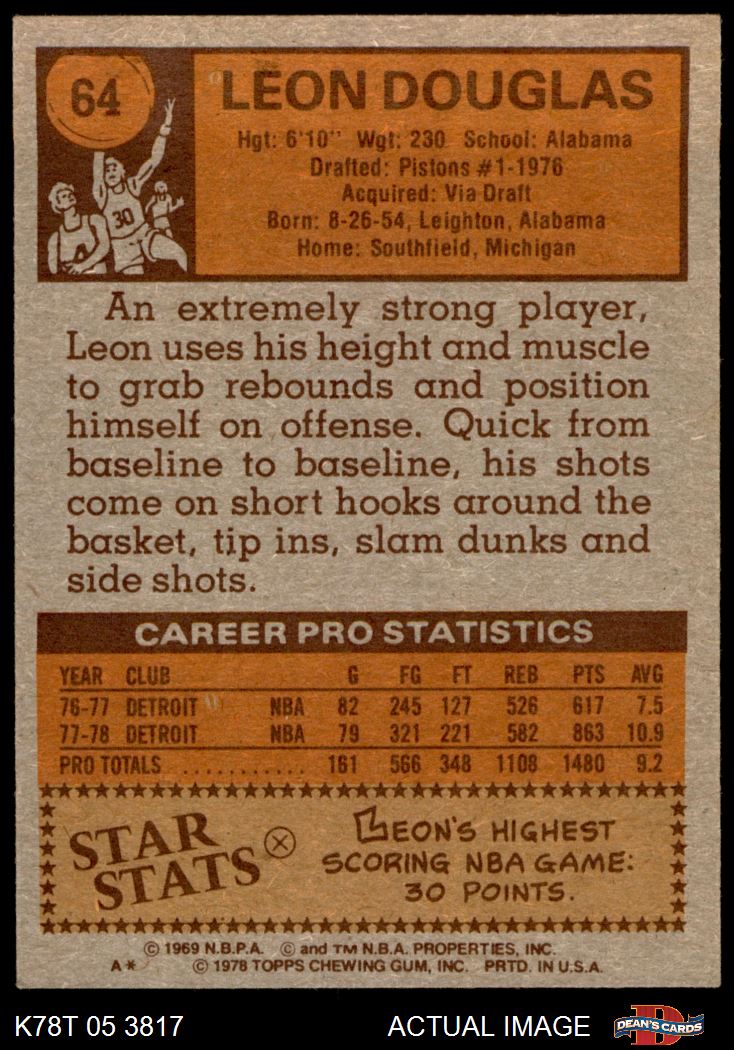 64
30
LEON DOUGLAS
Hgt: 6'10" Wgt: 230 School: Alabama
Drafted: Pistons #1-1976
Acquired: Via Draft
Born: 8-26-54, Leighton, Alabama
Home: Southfield, Michigan
An extremely strong player,
Leon uses his height and muscle
to grab rebounds and position
himself on offense. Quick from
baseline to baseline, his shots
come on short hooks around the
basket, tip ins, slam dunks and
side shots.
CAREER PRO STATISTICS
YEAR CLUB G FG FT REB PTS AVG
76-77 DETROIT NBA 82 245 127 526 617 7.5
77-78 DETROIT NBA 79 321 221 582 863 10.9
PRO TOTALS ........... 161 566 348 1108 1480 9.2
STAR
STATS
LEON'S HIGHEST
SCORING NBA GAME:
30 POINTS.
© 1969 N.B.P.A. © and TM N.B.A. PROPERTIES, INC.
A* © 1978 TOPPS CHEWING GUM, INC. PRTD. IN U.S.A.
K78T 05 3817 ACTUAL IMAGE
D
DEAN'S CARDS